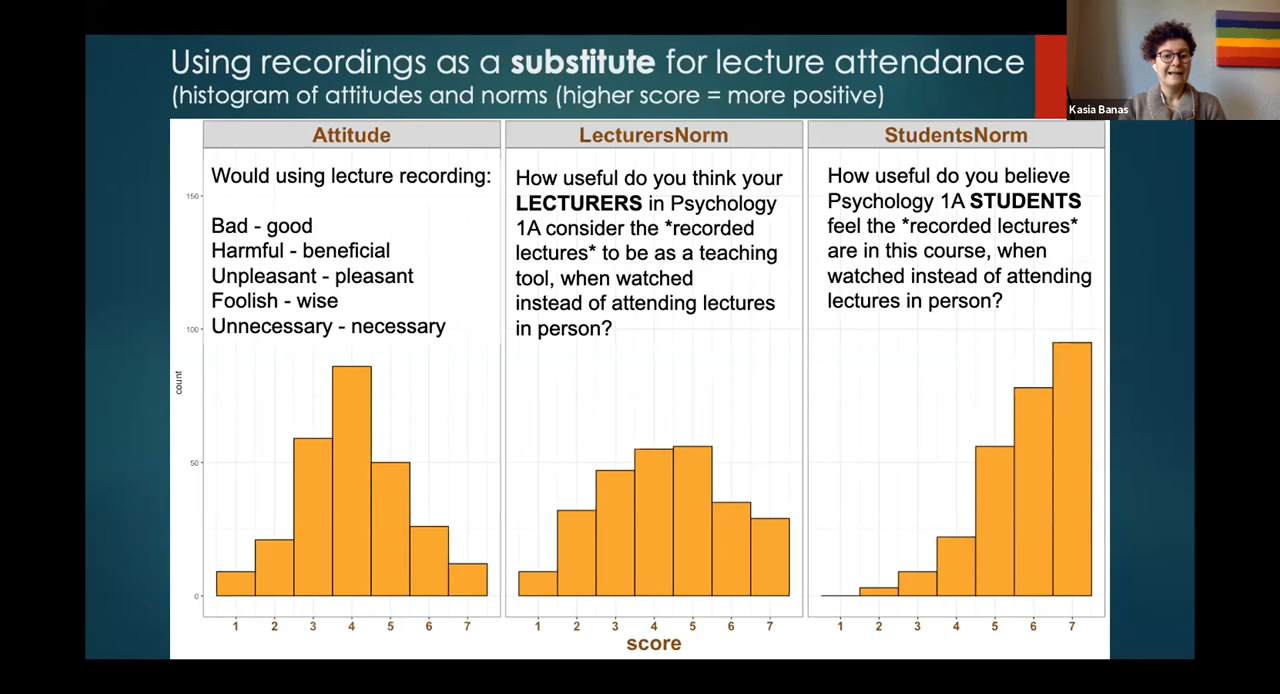 Using recordings as a substitute for lecture attendance
(histogram of attitudes and norms (higher score = more positive)
Kasia Banas
Attitude
Would using lecture recording:
Bad - good
Harmful - beneficial
Unpleasant - pleasant
Foolish - wise
Unnecessary - necessary
LecturersNorm
How useful do you think your
LECTURERS in Psychology
1A consider the *recorded
lectures* to be as a teaching
tool, when watched
instead of attending lectures
in person?
StudentsNorm
How useful do you believe
Psychology 1A STUDENTS
feel the *recorded lectures*
are in this course, when
watched instead of attending
lectures in person?
150
100
50
0
count
1 2 3 4 5 6 7
1 2 3 4 5 6 7
1 2 3 4 5 6 7
score